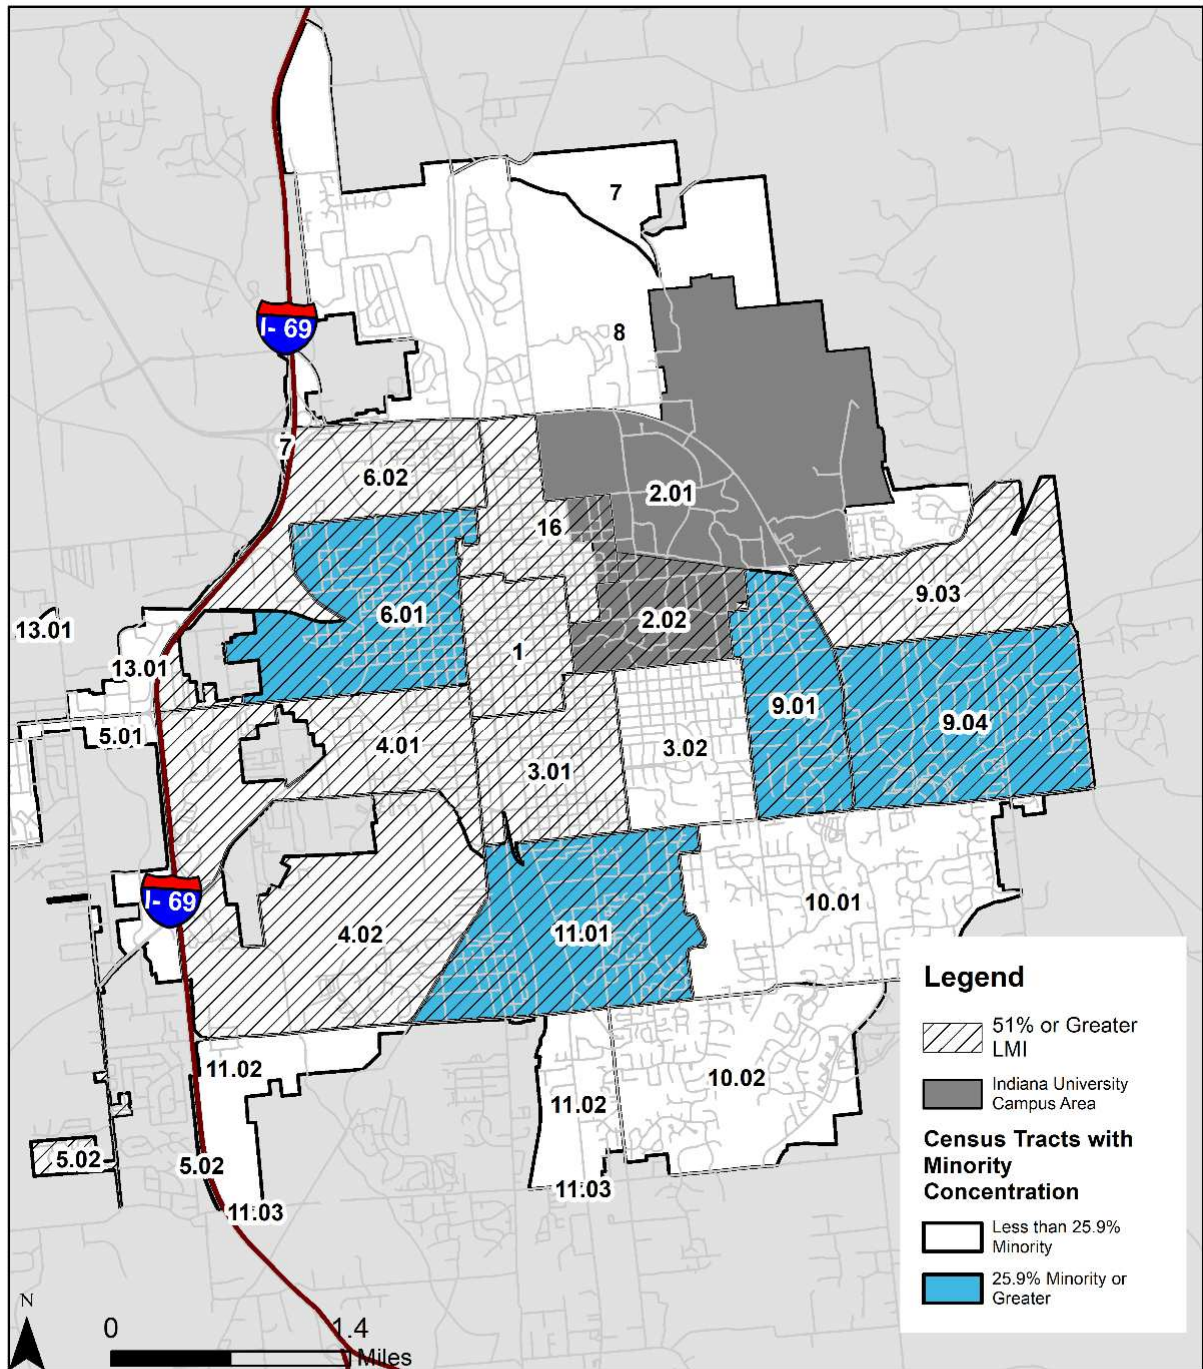 7
I- 69
8
7
6.02
2.01
16
9.03
6.01
2.02
13.01
1
13.01
9.01
9.04
5.01
4.01
3.02
3.01
I- 69
10.01
4.02
11.01
Legend
51% or Greater
LMI
Indiana University
Campus Area
Census Tracts with
Minority
Concentration
Less than 25.9%
Minority
25.9% Minority or
Greater
11.02
10.02
11.02
5.02
5.02
11.03
11.03
N
0
1.4
Miles